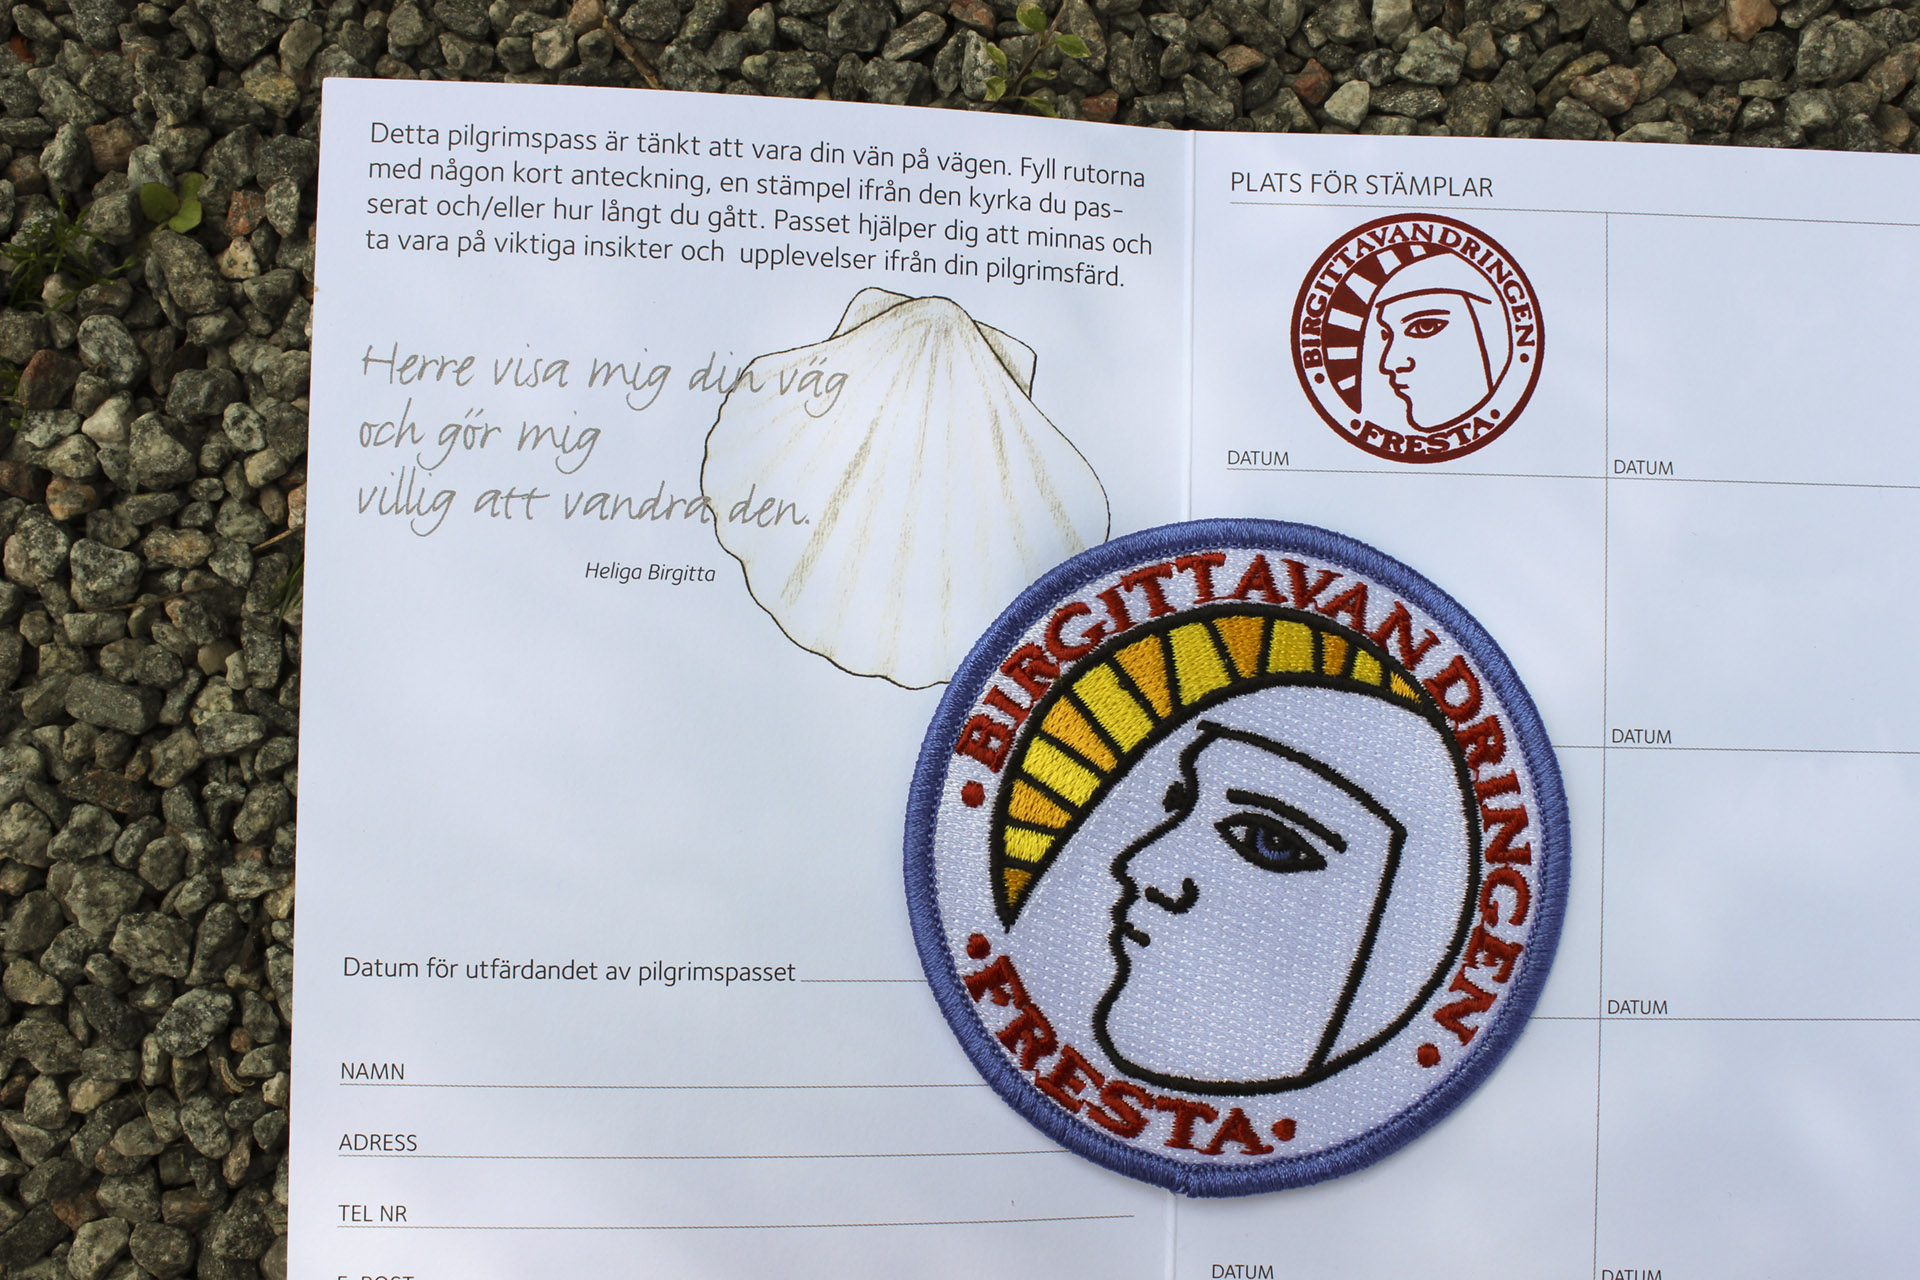 Detta pilgrimspass är tänkt att vara din vän på vägen. Fyll rutorna
med någon kort anteckning, en stämpel ifrån den kyrka du pas-
serat och/eller hur långt du gått. Passet hjälper dig att minnas och
ta vara på viktiga insikter och upplevelser ifrån din pilgrimsfärd.
Herre visa mig din väg
och gör mig
villig att vandra den.
Heliga Birgitta
Datum för utfärdandet av pilgrimspasset
NAMN
ADRESS
TEL NR
E-POST
PLATS FÖR STÄMPLAR
• BIRGITTAVANDRINGEN •
• FRESTA •
DATUM
DATUM
DATUM
DATUM
DATUM
DATUM
• BIRGITTAVANDRINGEN •
• FRESTA •